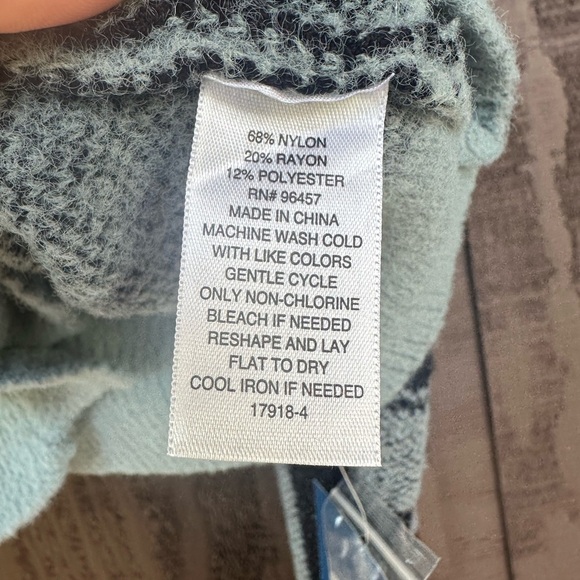 68% NYLON
20% RAYON
12% POLYESTER
RN# 96457
MADE IN CHINA
MACHINE WASH COLD
WITH LIKE COLORS
GENTLE CYCLE
ONLY NON-CHLORINE
BLEACH IF NEEDED
RESHAPE AND LAY
FLAT TO DRY
COOL IRON IF NEEDED
17918-4